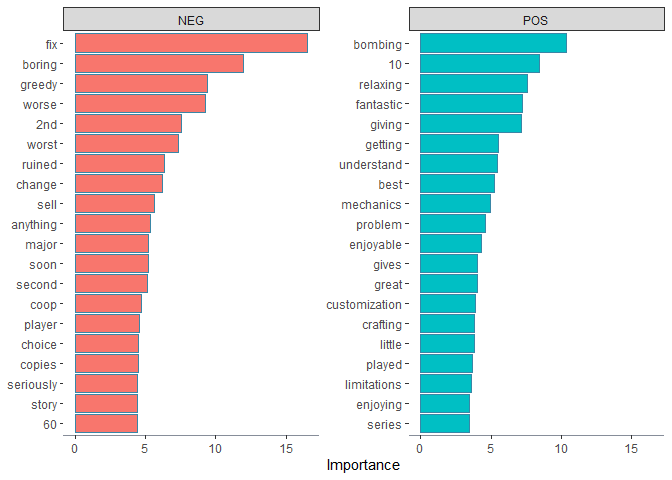 NEG
POS
fix
boring
greedy
worse
2nd
worst
ruined
change
sell
anything
major
soon
second
coop
player
choice
copies
seriously
story
60
bombing
10
relaxing
fantastic
giving
getting
understand
best
mechanics
problem
enjoyable
gives
great
customization
crafting
little
played
limitations
enjoying
series
0 5 10 15
0 5 10 15
Importance